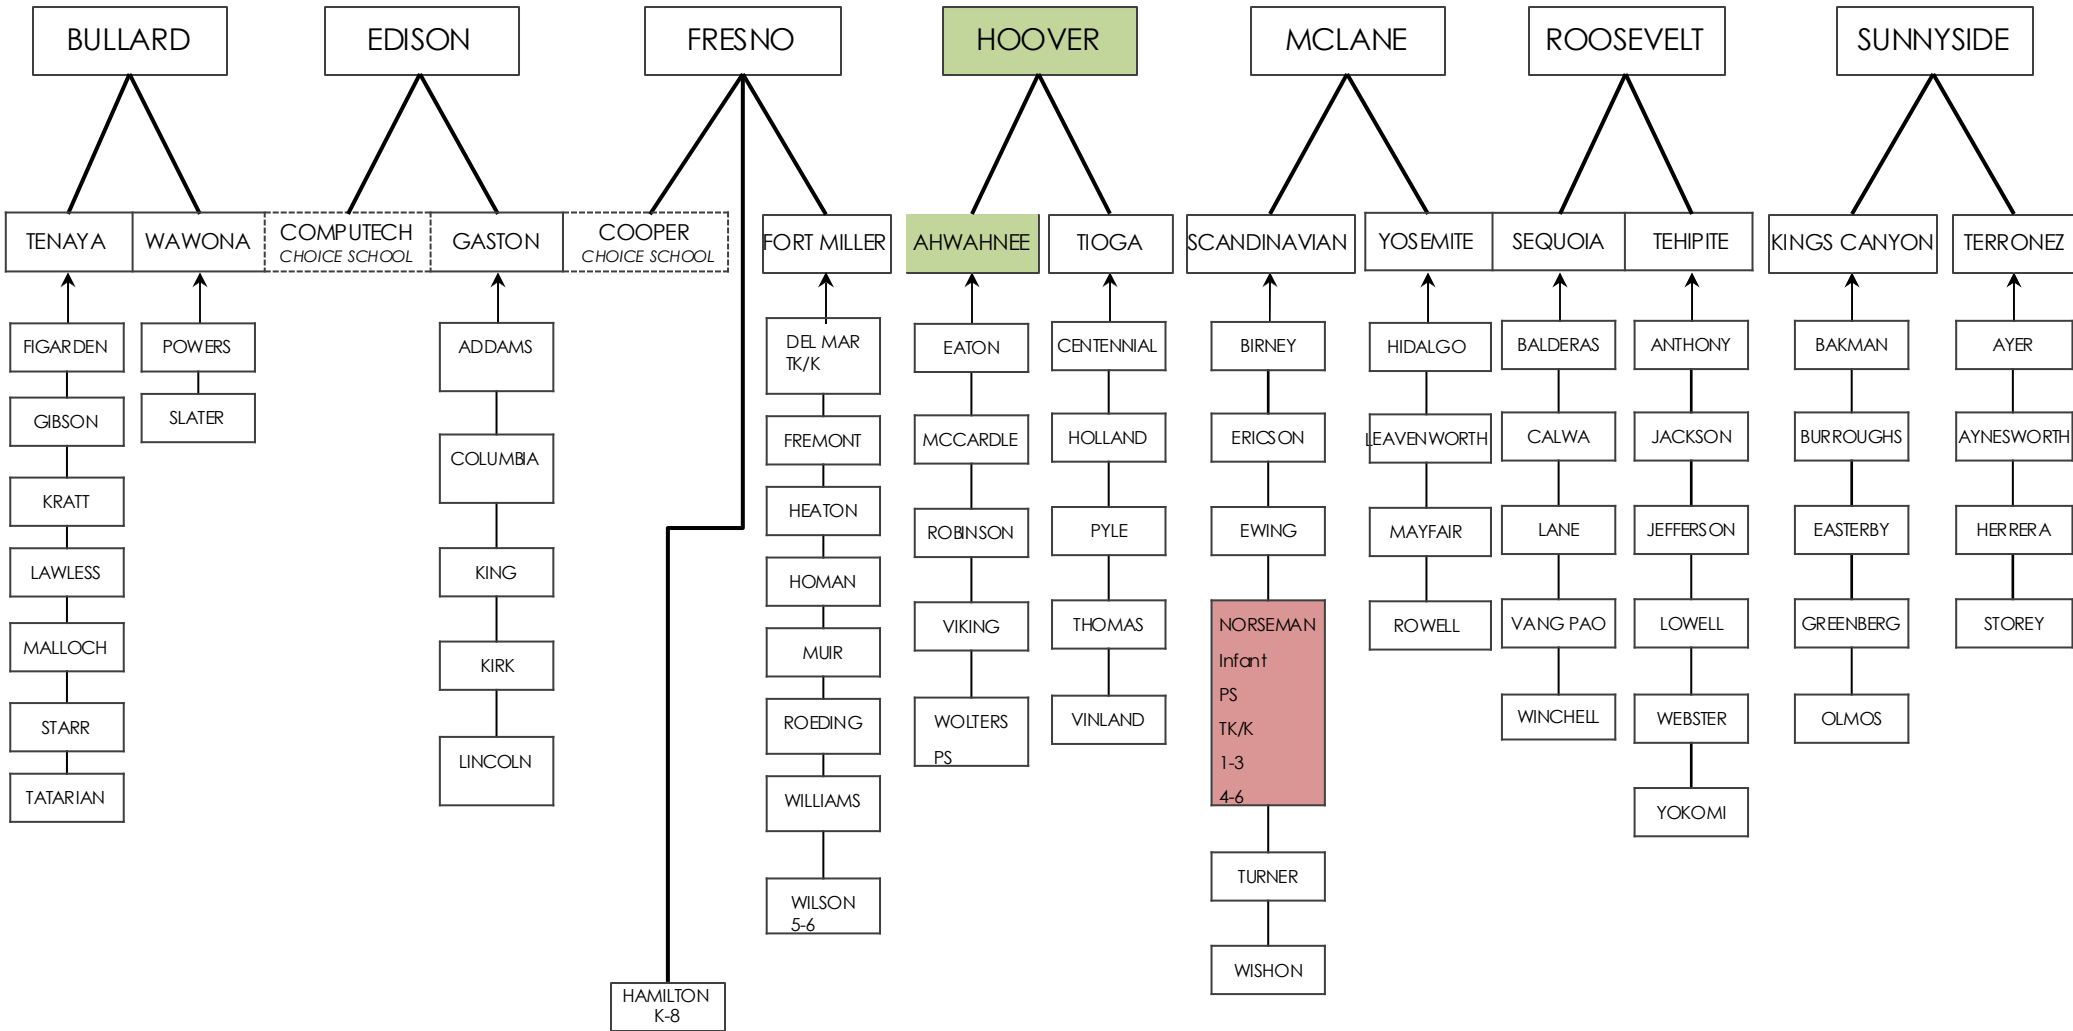 BULLARD
EDISON
FRESNO
HOOVER
MCLANE
ROOSEVELT
SUNNYSIDE
TENAYA
WAWONA
COMPUTECH
CHOICE SCHOOL
GASTON
COOPER
CHOICE SCHOOL
FORT MILLER
AHWAHNEE
TIOGA
SCANDINAVIAN
YOSEMITE
SEQUOIA
TEHIPITE
KINGS CANYON
TERRONEZ
FIGARDEN
GIBSON
KRATT
LAWLESS
MALLOCH
STARR
TATARIAN
POWERS
SLATER
ADDAMS
COLUMBIA
KING
KIRK
LINCOLN
HAMILTON
K-8
DEL MAR
TK/K
FREMONT
HEATON
HOMAN
MUIR
ROEDING
WILLIAMS
WILSON
5-6
EATON
MCCARDLE
ROBINSON
VIKING
WOLTERS
PS
CENTENNIAL
HOLLAND
PYLE
THOMAS
VINLAND
BIRNEY
ERICSON
EWING
NORSEMAN
Infant
PS
TK/K
1-3
4-6
TURNER
WISHON
HIDALGO
LEAVENWORTH
MAYFAIR
ROWELL
BALDERAS
CALWA
LANE
VANG PAO
WINCHELL
ANTHONY
JACKSON
JEFFERSON
LOWELL
WEBSTER
YOKOMI
BAKMAN
BURROUGHS
EASTERBY
GREENBERG
OLMOS
AYER
AYNESWORTH
HERRERA
STOREY